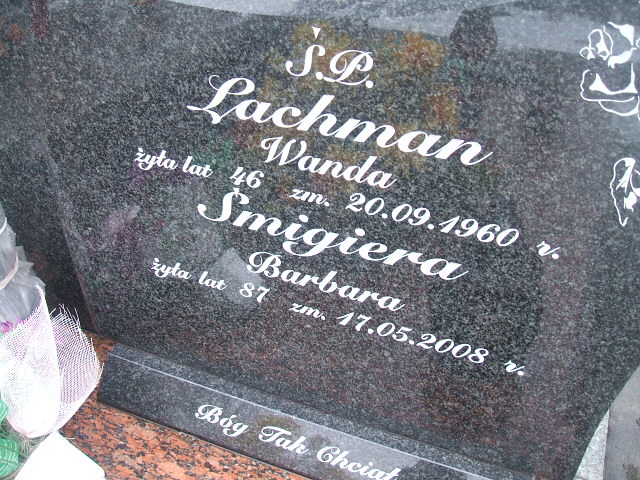 Ś.P.
Lachman
Wanda
żyła lat 46 zm. 20.09.1960 r.
Śmigiera
Barbara
żyła lat 87 zm. 17.05.2008 r.
Bóg Tak Chciał